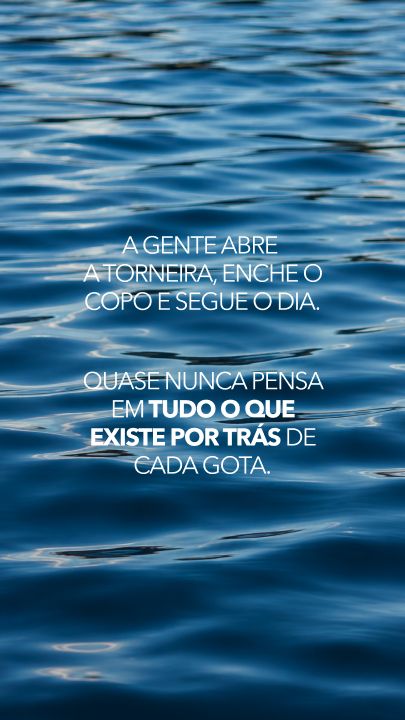 A GENTE ABRE
A TORNEIRA, ENCHE O
COPO E SEGUE O DIA.
QUASE NUNCA PENSA
EM TUDO O QUE
EXISTE POR TRÁS DE
CADA GOTA.